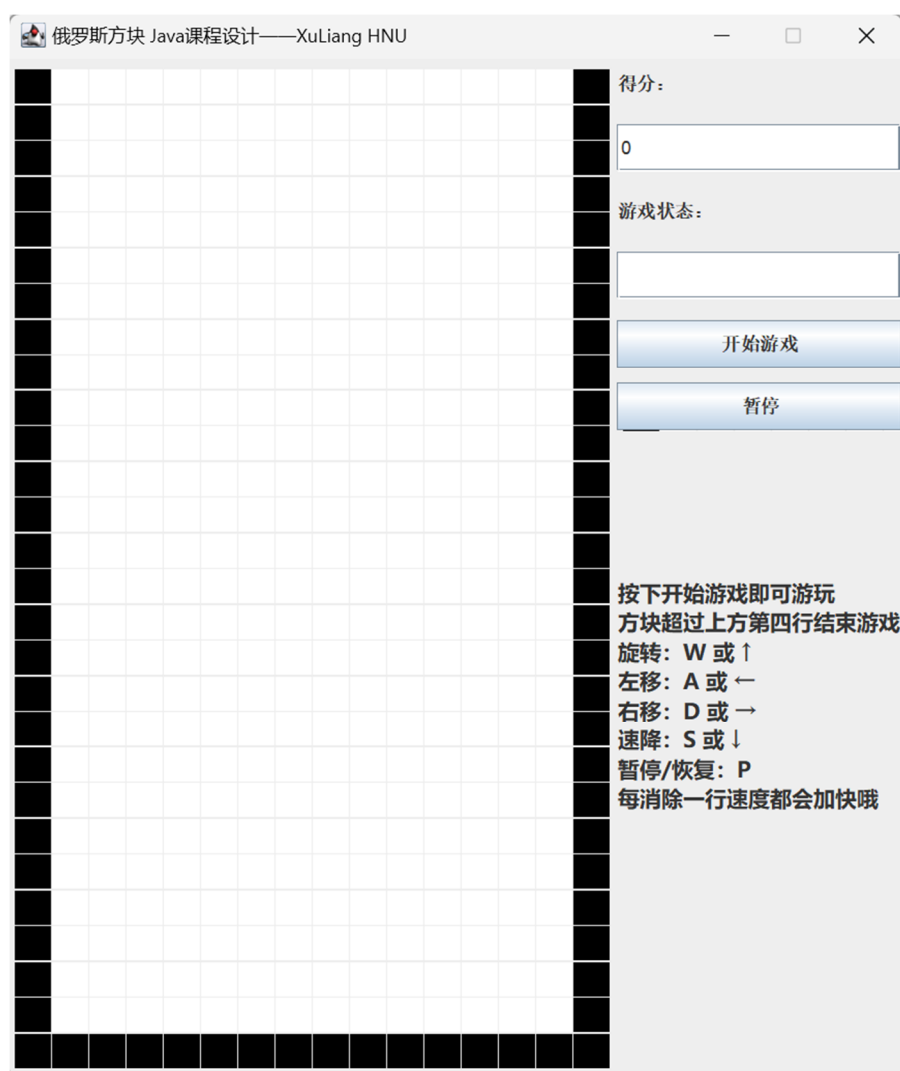 俄罗斯方块 Java课程设计——XuLiang HNU
得分：
0
游戏状态：
开始游戏
暂停
按下开始游戏即可游玩
方块超过上方第四行结束游戏
旋转：W 或 ↑
左移：A 或 ←
右移：D 或 →
速降：S 或 ↓
暂停/恢复：P
每消除一行速度都会加快哦